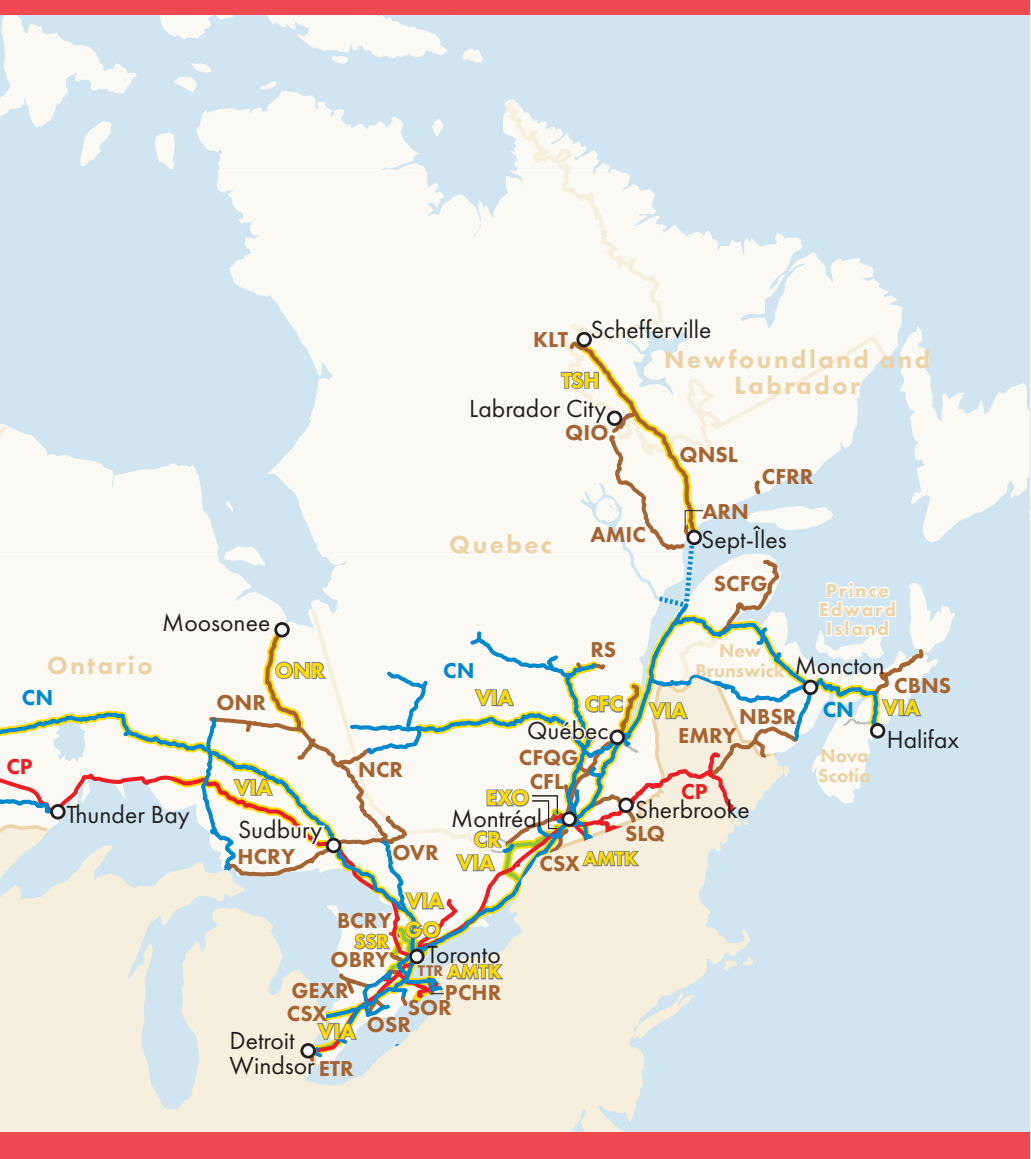 Schefferville
KLT
Newfoundland and
Labrador
TSH
Labrador City
QIO
QNSL
CFRR
ARN
AMIC
Sept-Îles
Quebec
SCFG
Prince
Edward
Island
Moosonee
RS
New
Brunswick
Ontario
ONR
CN
VIA
Moncton
CBNS
CN
ONR
CFC
VIA
CN
VIA
NBSR
Québec
EMRY
Halifax
CFQG
Nova
Scotia
CP
NCR
CFL
VIA
EXO
CP
Thunder Bay
Montréal
Sherbrooke
Sudbury
CR
SLQ
HCRY
OVR
VIA
CSX
AMTK
VIA
BCRY
GO
SSR
OBRY
Toronto
TTR
AMTK
GEXR
PCHR
CSX
SOR
OSR
VIA
Detroit
Windsor
ETR